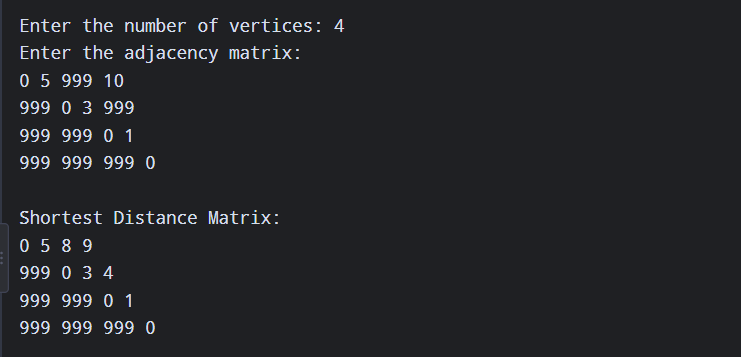 Enter the number of vertices: 4
Enter the adjacency matrix:
0 5 999 10
999 0 3 999
999 999 0 1
999 999 999 0
Shortest Distance Matrix:
0 5 8 9
999 0 3 4
999 999 0 1
999 999 999 0